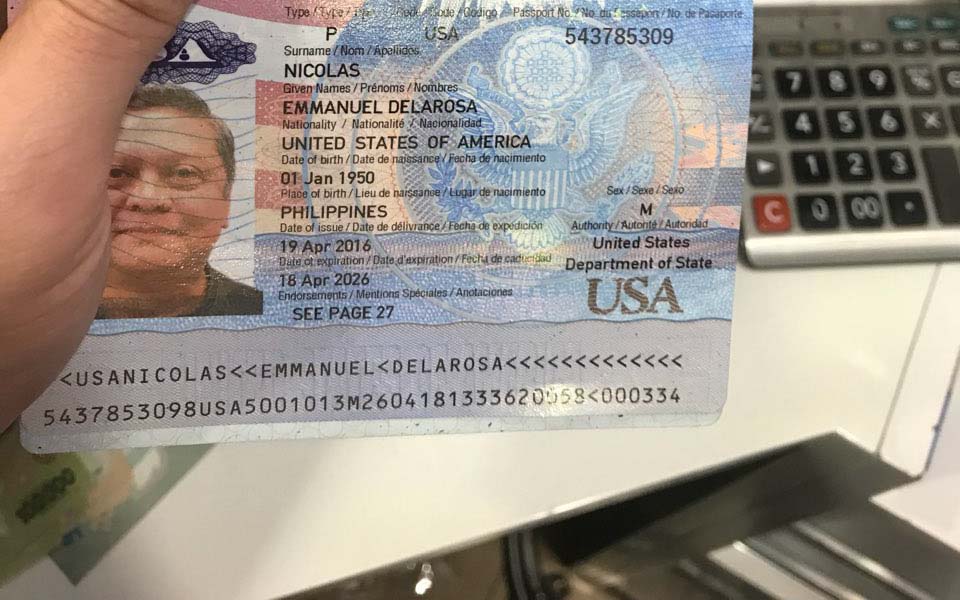 Type / Type / Tipo Code / Code / Código Passport No. / No. du Passeport / No. de Pasaporte
P USA 543785309
USA
Surname / Nom / Apellidos
NICOLAS
Given Names / Prénoms / Nombres
EMMANUEL DELAROSA
Nationality / Nationalité / Nacionalidad
UNITED STATES OF AMERICA
Date of birth / Date de naissance / Fecha de nacimiento
01 Jan 1950
Place of birth / Lieu de naissance / Lugar de nacimiento
PHILIPPINES
Sex / Sexe / Sexo
M
Date of issue / Date de délivrance / Fecha de expedición
19 Apr 2016
Authority / Autorité / Autoridad
United States
Department of State
Date of expiration / Date d'expiration / Fecha de caducidad
18 Apr 2026
Endorsements / Mentions Spéciales / Anotaciones
SEE PAGE 27
USA
<USANICOLAS<<EMMANUEL<DELAROSA<<<<<<<<<<<<<
5437853098USA5001013M2604181333620058<000334
7 8 9 %
4 5 6 ×
1 2 3
C 0 00 •